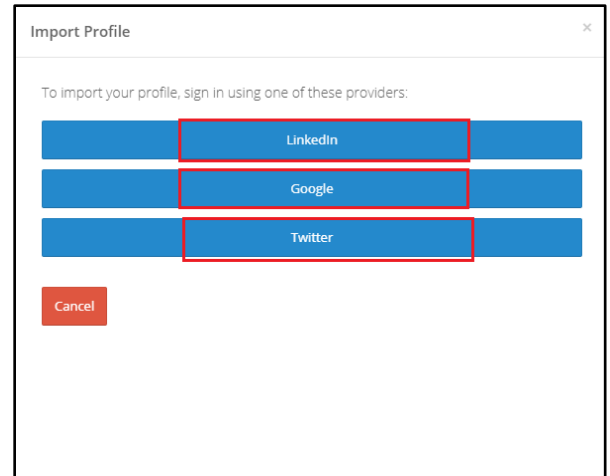 Import Profile
×
To import your profile, sign in using one of these providers:
LinkedIn
Google
Twitter
Cancel